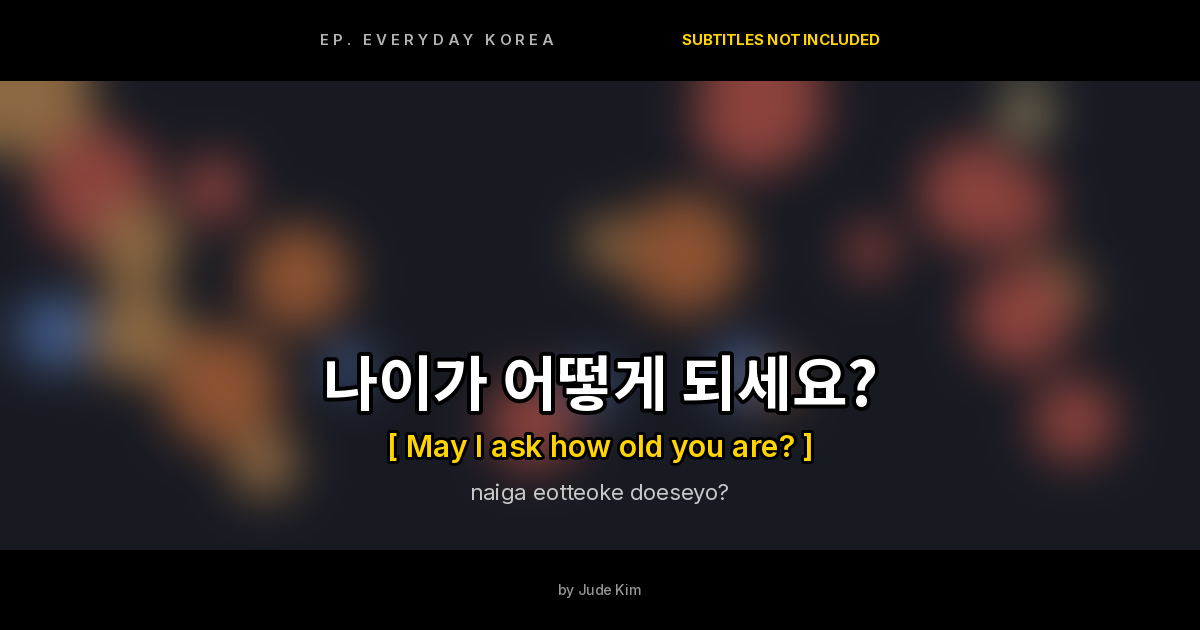 EP. EVERYDAY KOREA
SUBTITLES NOT INCLUDED
나이가 어떻게 되세요?
[ May I ask how old you are? ]
naiga eotteoke doeseyo?
by Jude Kim